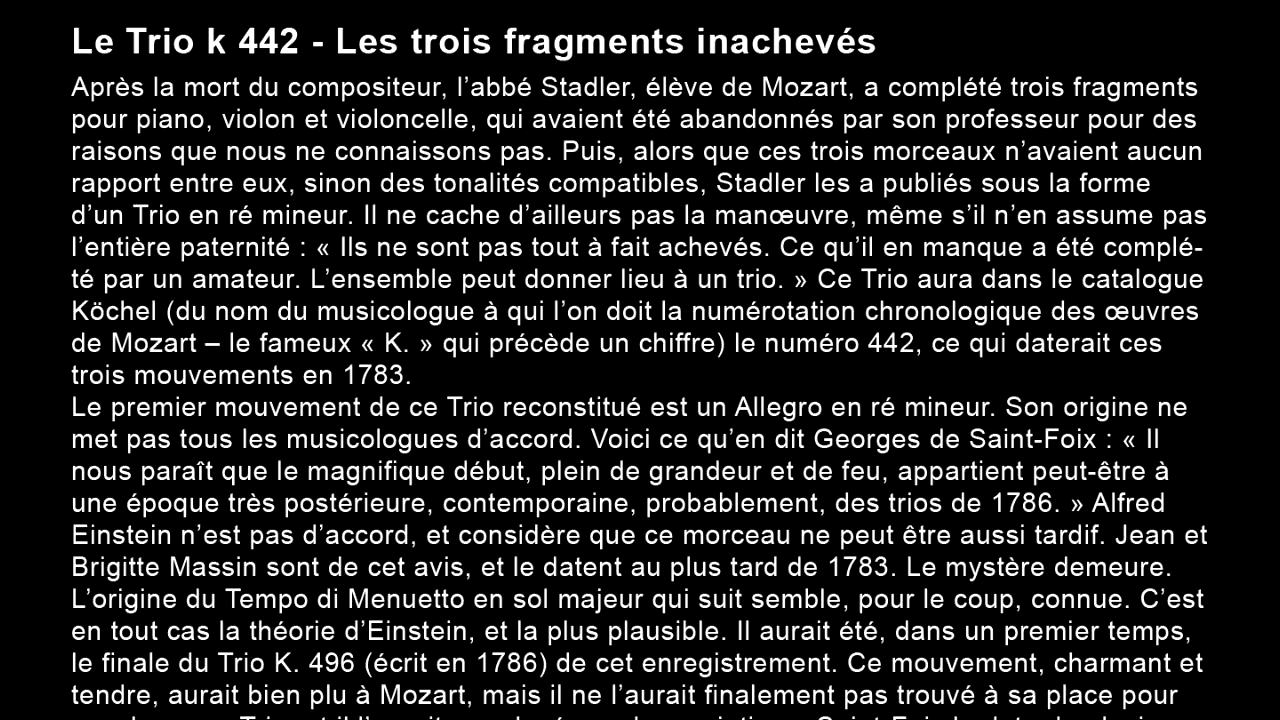 Le Trio k 442 - Les trois fragments inachevés
Après la mort du compositeur, l’abbé Stadler, élève de Mozart, a complété trois fragments
pour piano, violon et violoncelle, qui avaient été abandonnés par son professeur pour des
raisons que nous ne connaissons pas. Puis, alors que ces trois morceaux n’avaient aucun
rapport entre eux, sinon des tonalités compatibles, Stadler les a publiés sous la forme
d’un Trio en ré mineur. Il ne cache d’ailleurs pas la manœuvre, même s’il n’en assume pas
l’entière paternité : « Ils ne sont pas tout à fait achevés. Ce qu’il en manque a été complé-
té par un amateur. L’ensemble peut donner lieu à un trio. » Ce Trio aura dans le catalogue
Köchel (du nom du musicologue à qui l’on doit la numérotation chronologique des œuvres
de Mozart – le fameux « K. » qui précède un chiffre) le numéro 442, ce qui daterait ces
trois mouvements en 1783.
Le premier mouvement de ce Trio reconstitué est un Allegro en ré mineur. Son origine ne
met pas tous les musicologues d’accord. Voici ce qu’en dit Georges de Saint-Foix : « Il
nous paraît que le magnifique début, plein de grandeur et de feu, appartient peut-être à
une époque très postérieure, contemporaine, probablement, des trios de 1786. » Alfred
Einstein n’est pas d’accord, et considère que ce morceau ne peut être aussi tardif. Jean et
Brigitte Massin sont de cet avis, et le datent au plus tard de 1783. Le mystère demeure.
L’origine du Tempo di Menuetto en sol majeur qui suit semble, pour le coup, connue. C’est
en tout cas la théorie d’Einstein, et la plus plausible. Il aurait été, dans un premier temps,
le finale du Trio K. 496 (écrit en 1786) de cet enregistrement. Ce mouvement, charmant et
tendre, aurait bien plu à Mozart, mais il ne l’aurait finalement pas trouvé à sa place pour